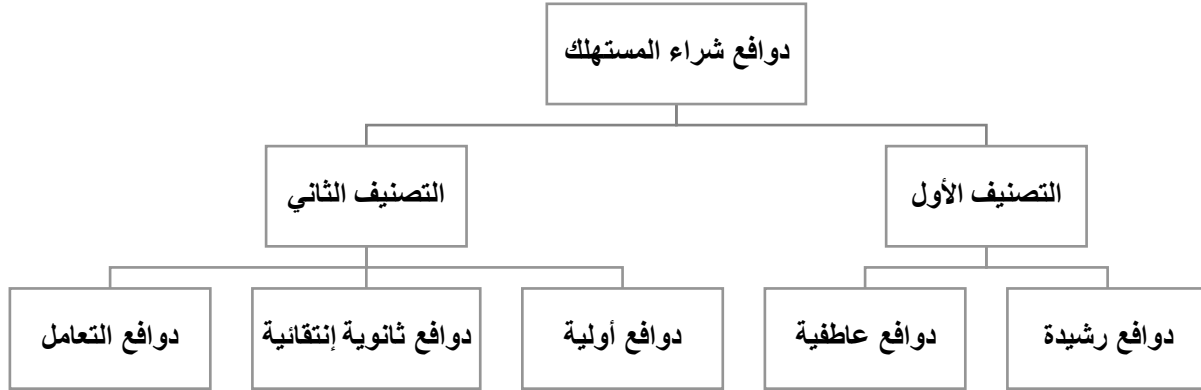 دوافع شراء المستهلك
التصنيف الأول
التصنيف الثاني
دوافع رشيدة
دوافع عاطفية
دوافع أولية
دوافع ثانوية إنتقائية
دوافع التعامل